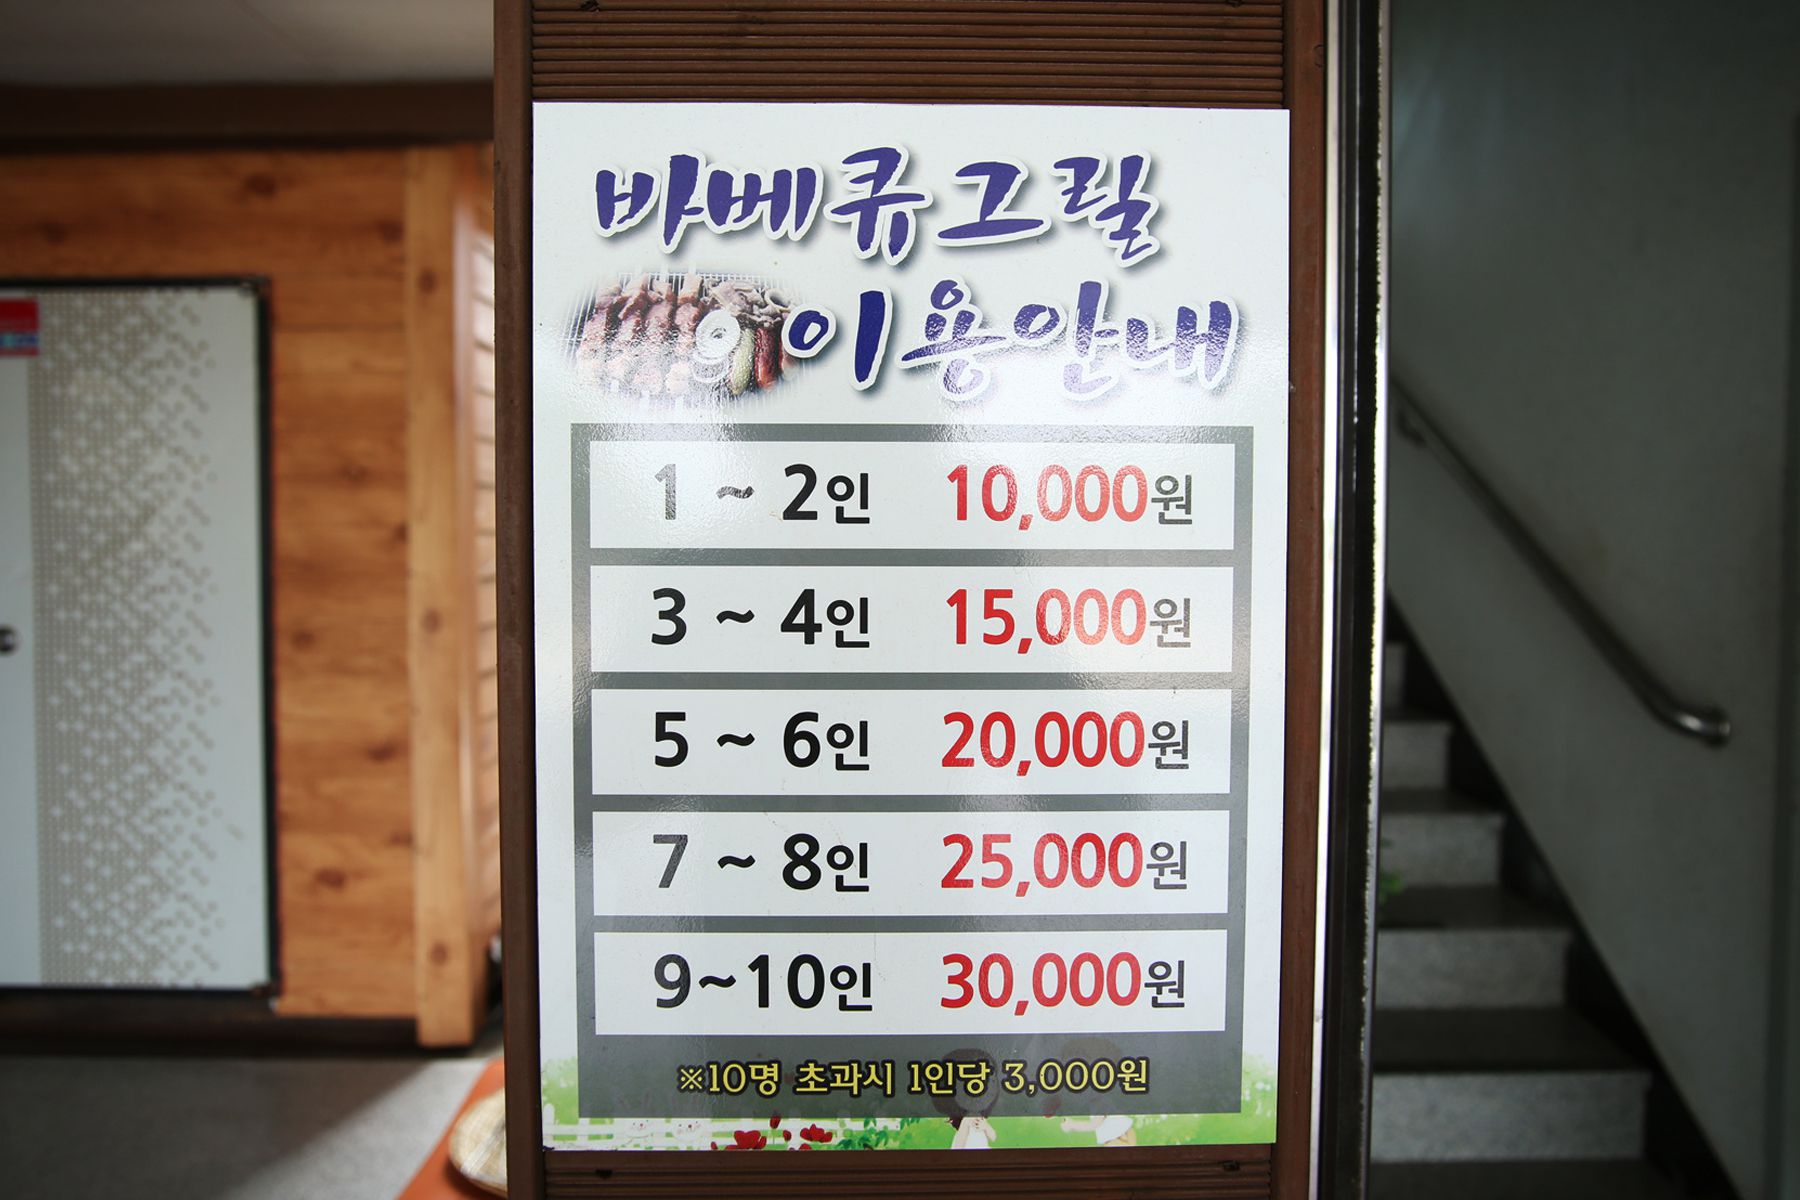 바베큐그릴
이용안내
1 ~ 2인 10,000원
3 ~ 4인 15,000원
5 ~ 6인 20,000원
7 ~ 8인 25,000원
9~10인 30,000원
※10명 초과시 1인당 3,000원